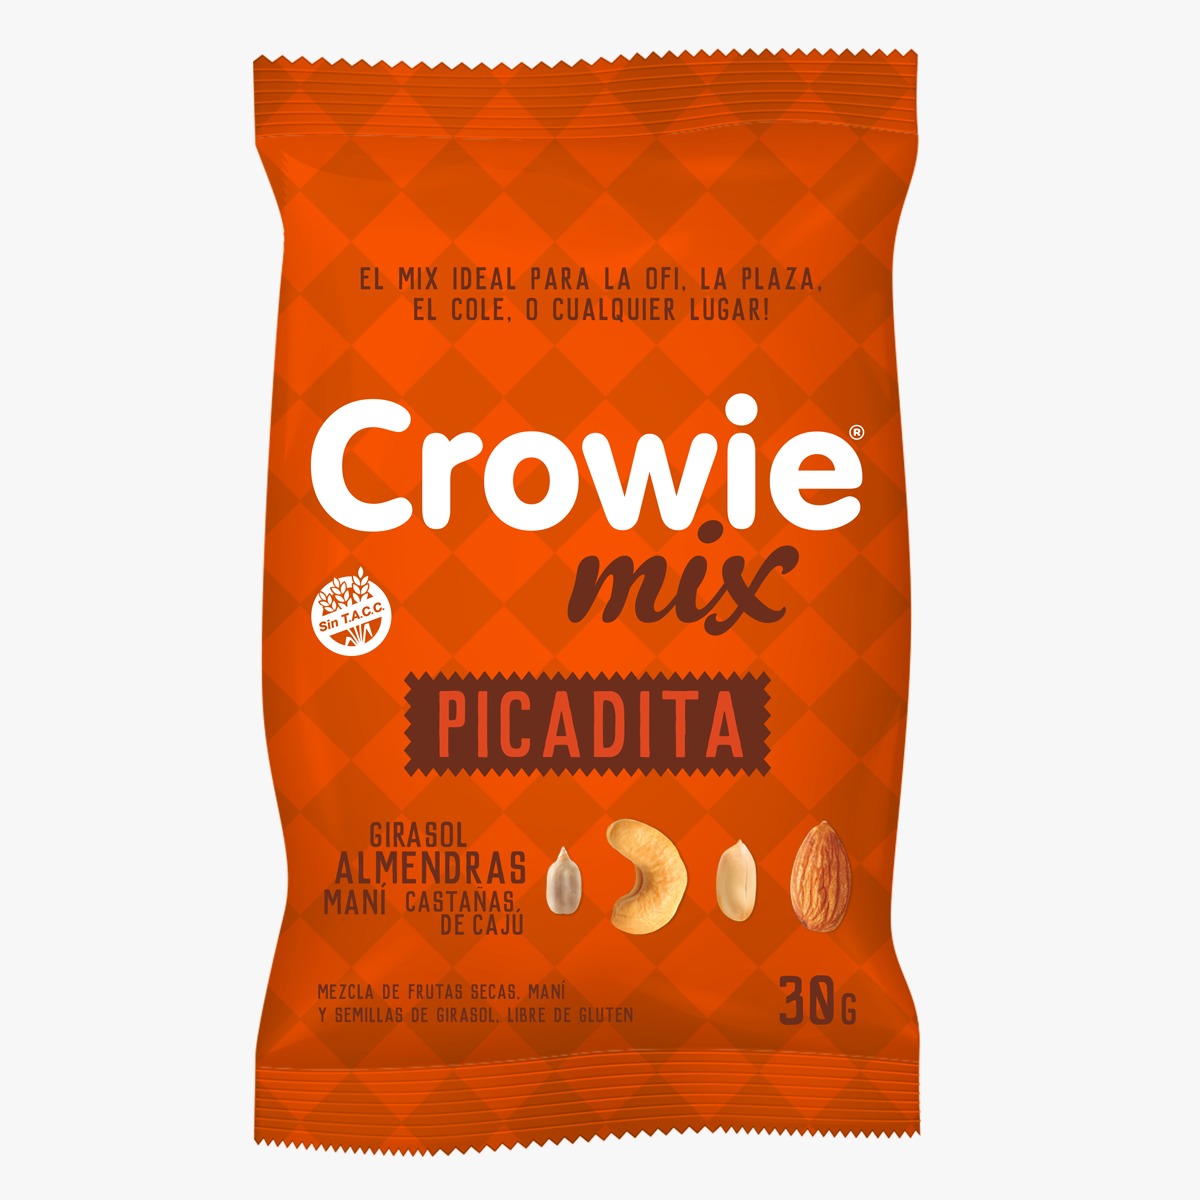 EL MIX IDEAL PARA LA OFI, LA PLAZA,
EL COLE, O CUALQUIER LUGAR!
Crowie®
mix
Sin T.A.C.C.
PICADITA
GIRASOL
ALMENDRAS
MANÍ CASTAÑAS,
DE CAJÚ
MEZCLA DE FRUTAS SECAS, MANÍ
Y SEMILLAS DE GIRASOL, LIBRE DE GLUTEN
30G